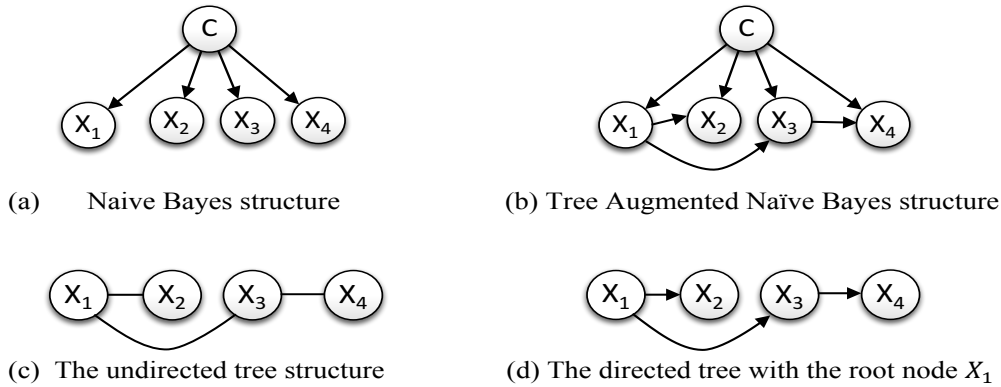 C
C
X1 X2 X3 X4
X1 X2 X3 X4
(a) Naive Bayes structure
(b) Tree Augmented Naïve Bayes structure
X1 X2 X3 X4
X1 X2 X3 X4
(c) The undirected tree structure
(d) The directed tree with the root node X1